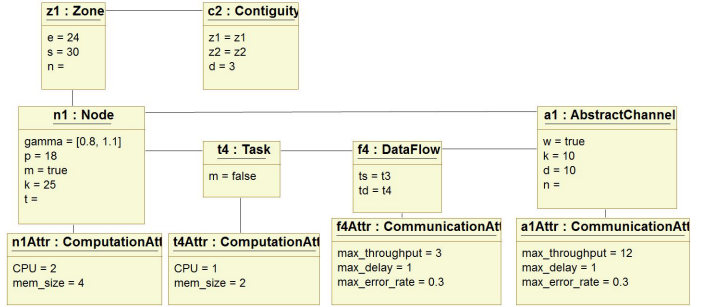 z1 : Zone
e = 24
s = 30
n =
c2 : Contiguity
z1 = z1
z2 = z2
d = 3
n1 : Node
gamma = [0.8, 1.1]
p = 18
m = true
k = 25
t =
t4 : Task
m = false
f4 : DataFlow
ts = t3
td = t4
a1 : AbstractChannel
w = true
k = 10
d = 10
n =
n1Attr : ComputationAtt
CPU = 2
mem_size = 4
t4Attr : ComputationAtt
CPU = 1
mem_size = 2
f4Attr : CommunicationAtt
max_throughput = 3
max_delay = 1
max_error_rate = 0.3
a1Attr : CommunicationAtt
max_throughput = 12
max_delay = 1
max_error_rate = 0.3